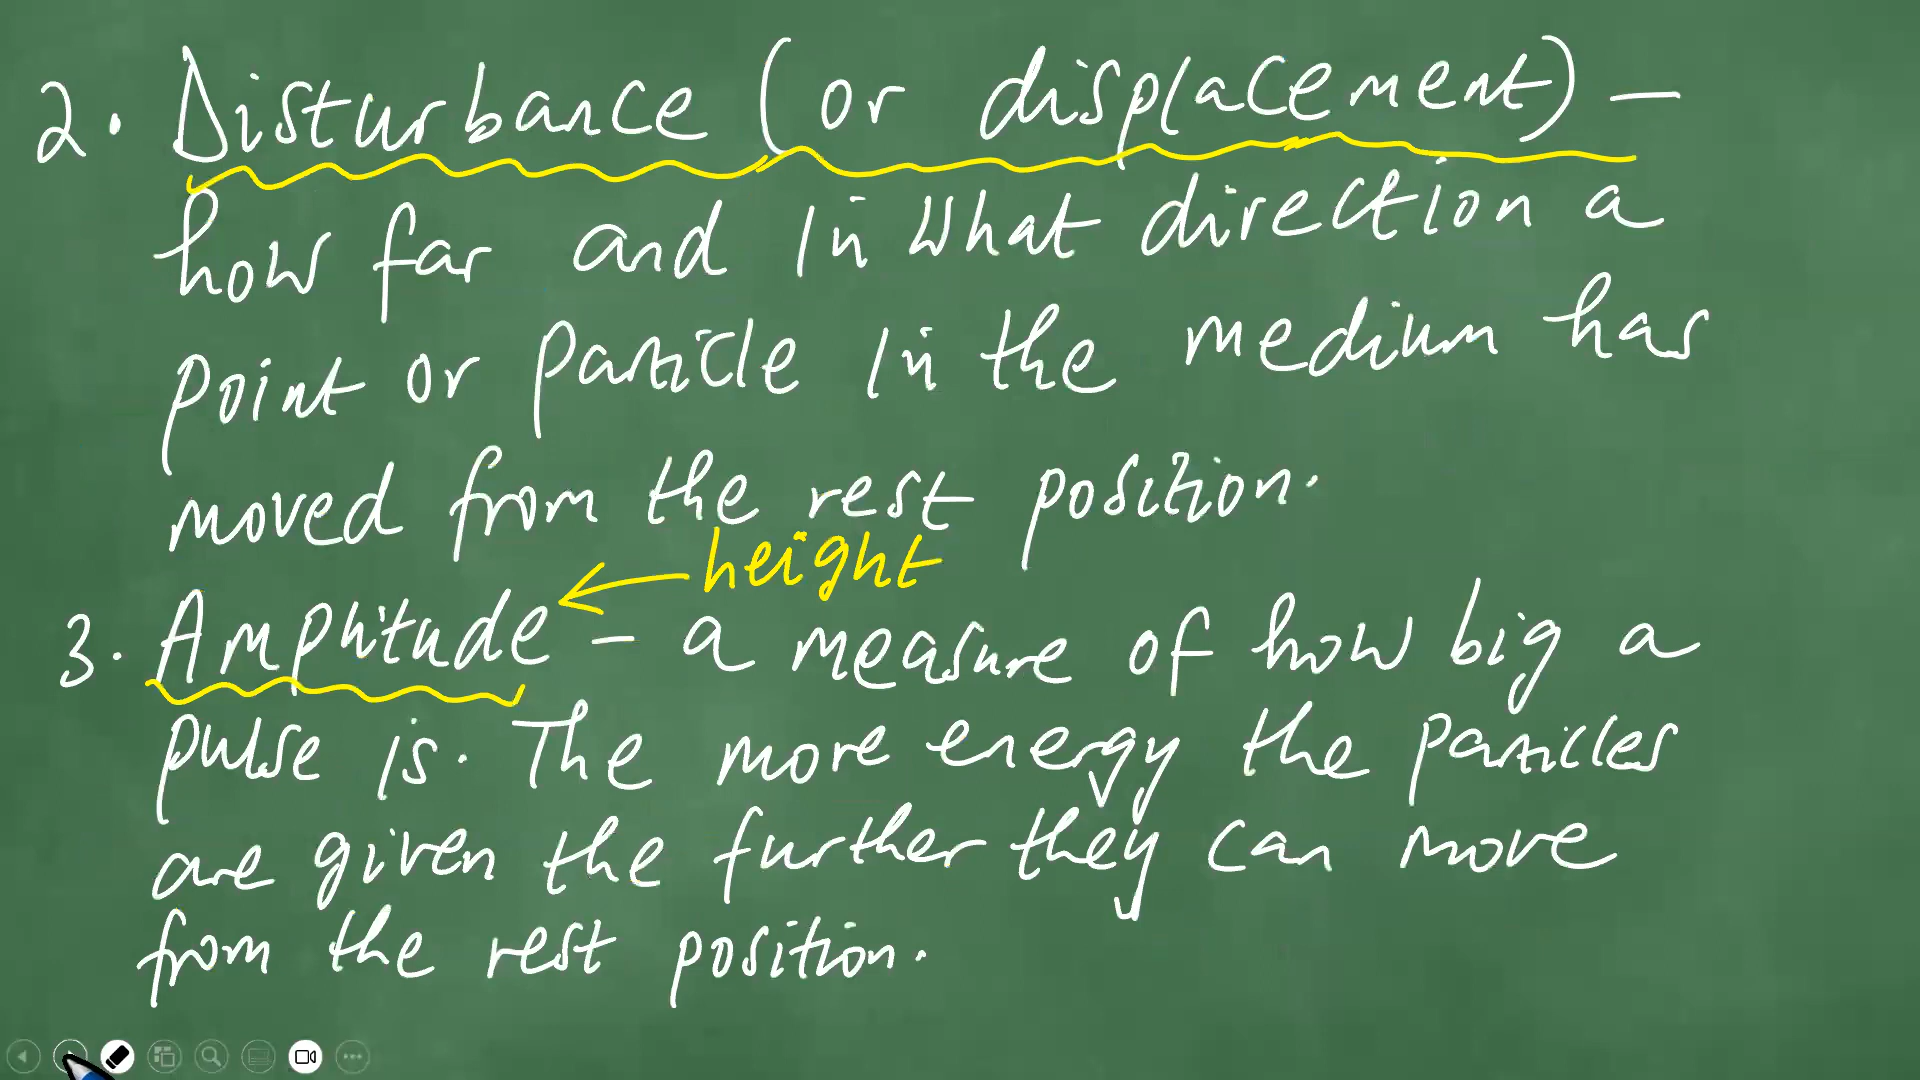 2. Disturbance (or displacement) —
how far and in what direction a
point or particle in the medium has
moved from the rest position.
height
3. Amplitude – a measure of how big a
pulse is. The more energy the particles
are given the further they can move
from the rest position.